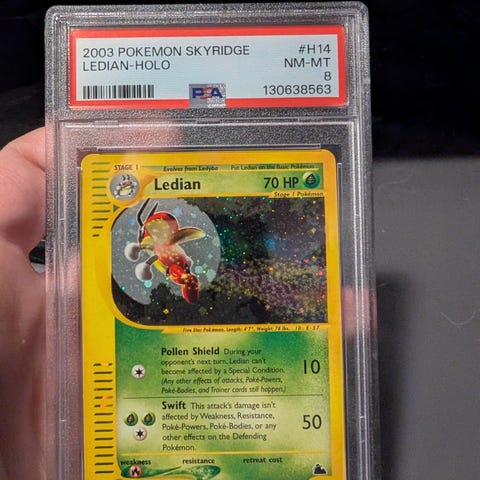 2003 POKEMON SKYRIDGE #H14
LEDIAN-HOLO NM-MT
8
PSA 130638563
STAGE 1 Evolves from Ledyba Put Ledian on the Basic Pokémon
Ledian 70 HP
Stage 1 Pokémon
Five Star Pokémon. Length: 4'7", Weight: 78 lbs. ID: E-57
Pollen Shield During your
opponent's next turn, Ledian can't
become affected by a Special Condition.
(Any other effects of attacks, Poké-Powers,
Poké-Bodies, and Trainer cards still happen.)
10
Swift This attack's damage isn't
affected by Weakness, Resistance,
Poké-Powers, Poké-Bodies, or any
other effects on the Defending
Pokémon.
50
weakness resistance retreat cost